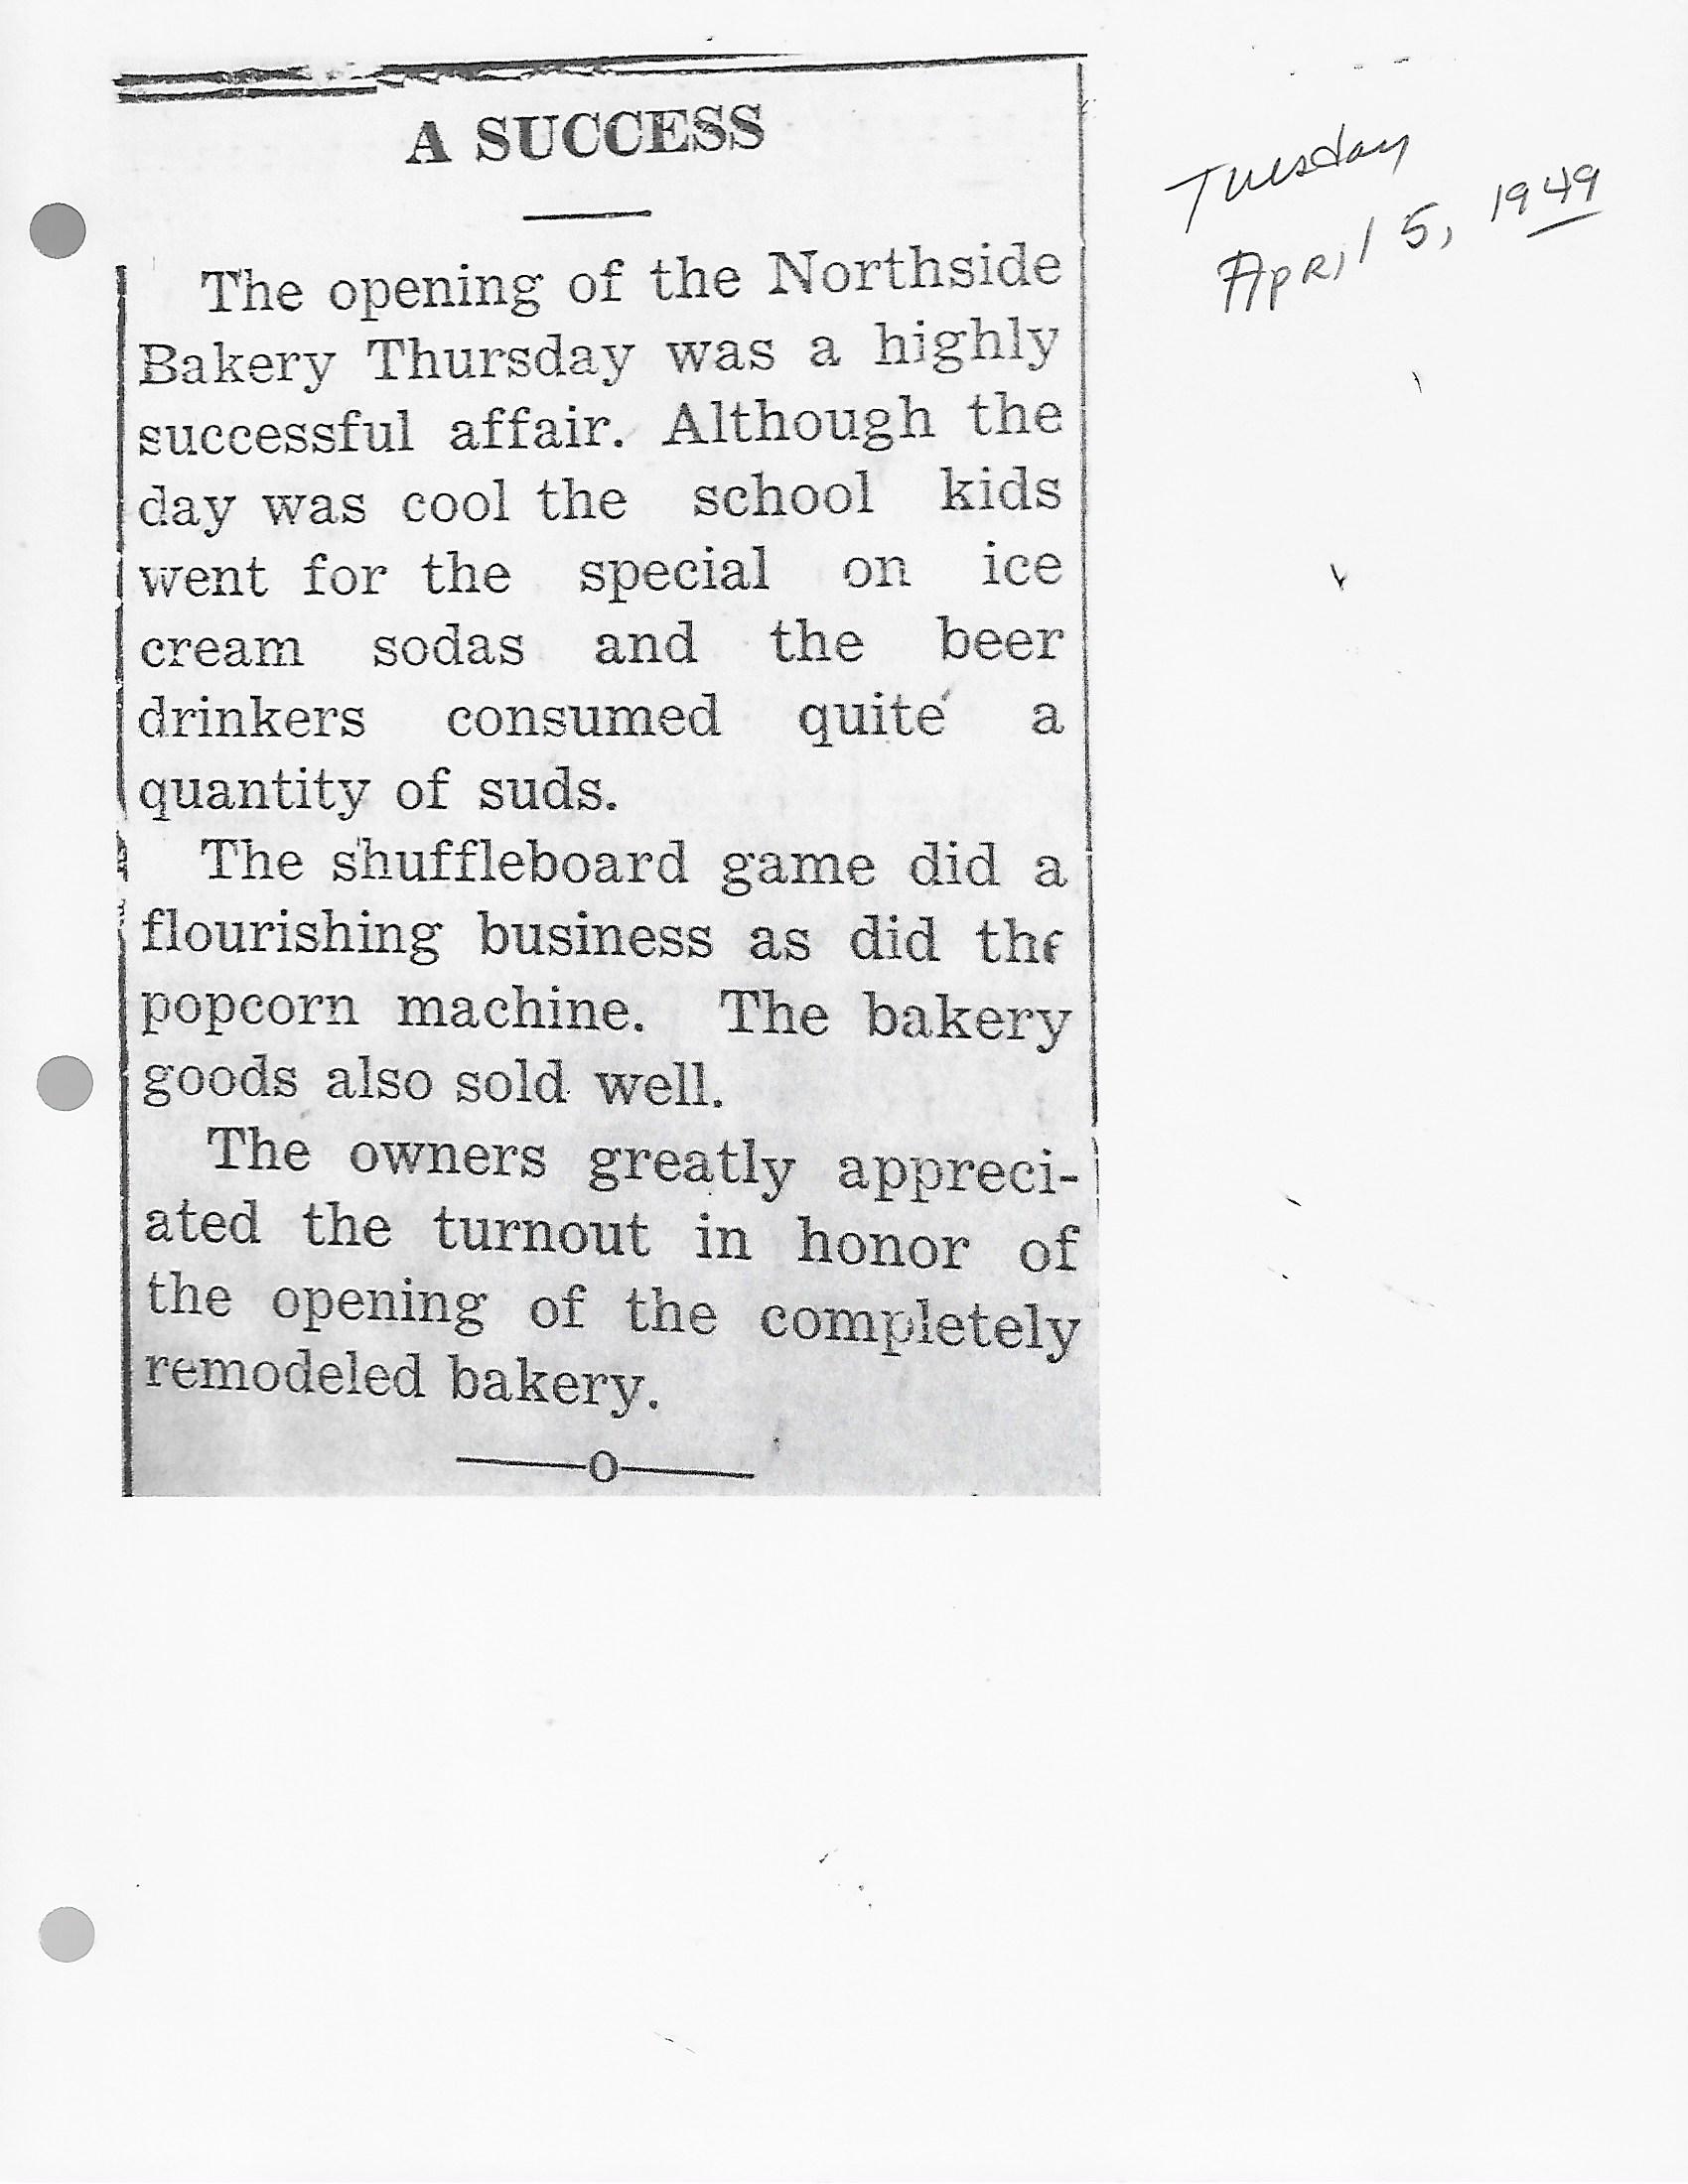 A SUCCESS
The opening of the Northside
Bakery Thursday was a highly
successful affair. Although the
day was cool the school kids
went for the special on ice
cream sodas and the beer
drinkers consumed quite a
quantity of suds.
The shuffleboard game did a
flourishing business as did the
popcorn machine. The bakery
goods also sold well.
The owners greatly appreci-
ated the turnout in honor of
the opening of the completely
remodeled bakery.
——o——
Tuesday
April 5, 1949